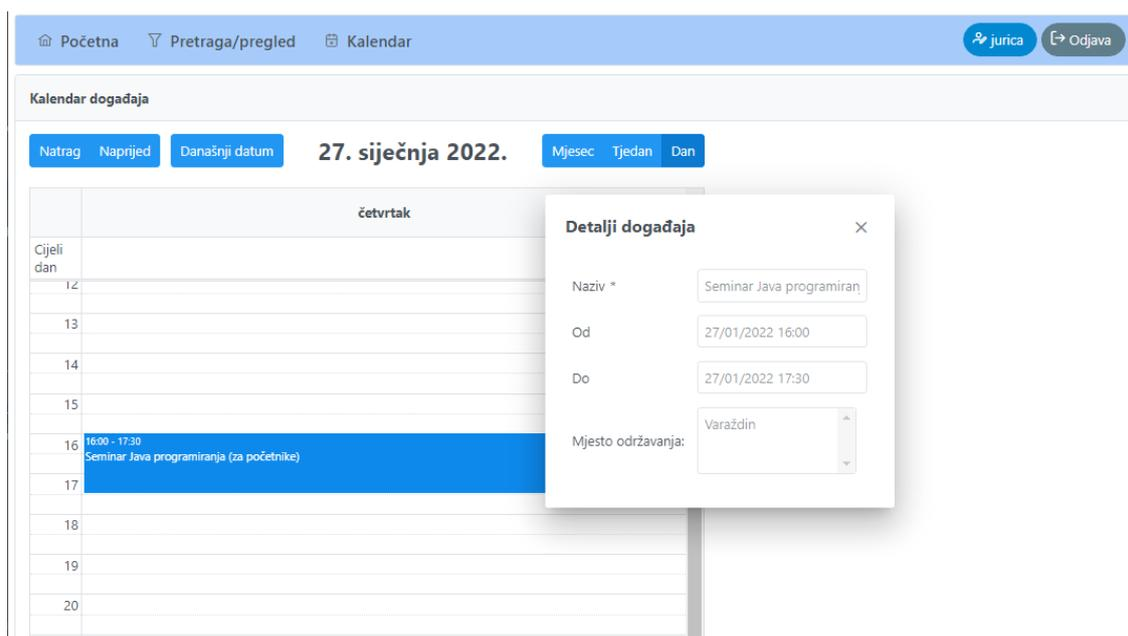 Početna Pretraga/pregled Kalendar jurica Odjava
Kalendar događaja
Natrag Naprijed Današnji datum 27. siječnja 2022. Mjesec Tjedan Dan
četvrtak
Cijeli
dan
12
13
14
15
16
17
18
19
20
16:00 - 17:30
Seminar Java programiranja (za početnike)
Detalji događaja
Naziv * Seminar Java programiran
Od 27/01/2022 16:00
Do 27/01/2022 17:30
Mjesto održavanja: Varaždin